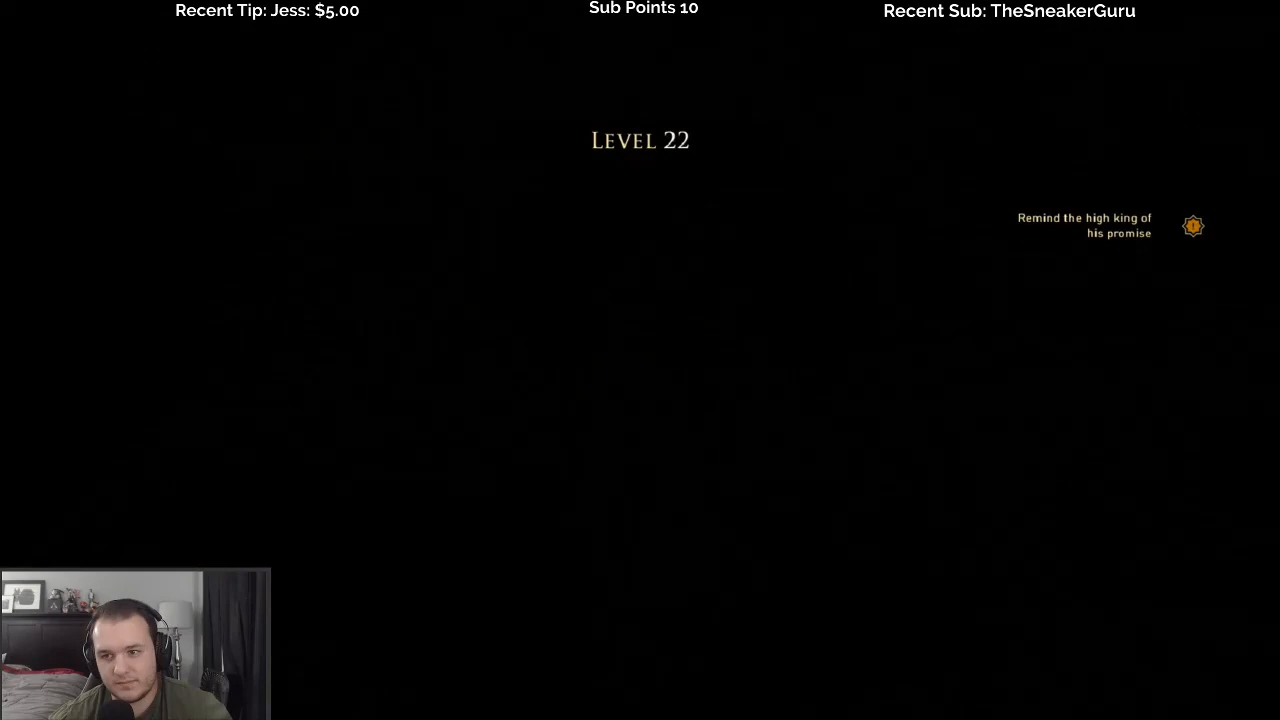 Recent Tip: Jess: $5.00
Sub Points 10
Recent Sub: TheSneakerGuru
LEVEL 22
Remind the high king of
his promise